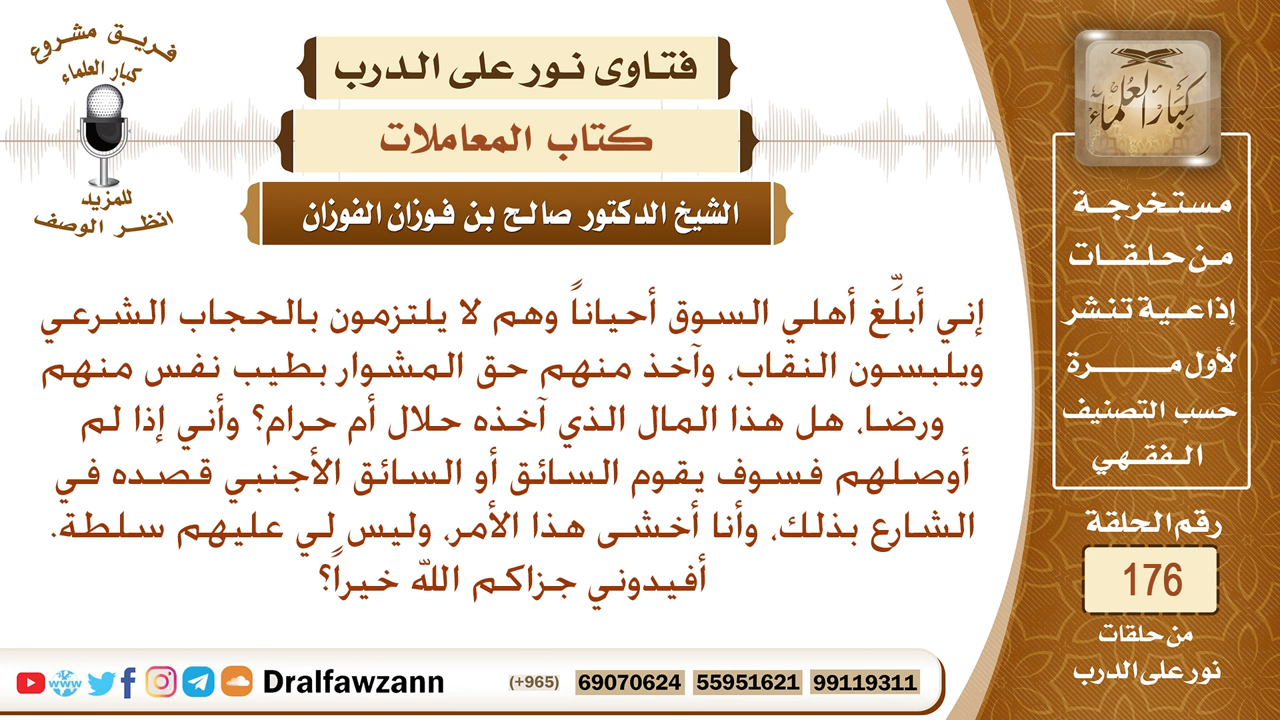 فريق مشروع
كبار العلماء
للمزيد
انظر الوصف
فتاوى نور على الدرب
كتاب المعاملات
الشيخ الدكتور صالح بن فوزان الفوزان
إني أبلِّغ أهلي السوق أحياناً وهم لا يلتزمون بالحجاب الشرعي
ويلبسون النقاب، وآخذ منهم حق المشوار بطيب نفس منهم
ورضا، هل هذا المال الذي آخذه حلال أم حرام؟ وأني إذا لم
أوصلهم فسوف يقوم السائق أو السائق الأجنبي قصده في
الشارع بذلك، وأنا أخشى هذا الأمر، وليس لي عليهم سلطة.
أفيدوني جزاكم الله خيراً؟
كبار العلماء
مستخرجة
من حلقات
إذاعية تنشر
لأول مرة
حسب التصنيف
الفقهي
رقم الحلقة
176
من حلقات
نور على الدرب
www
Dralfawzann
(+965) 69070624 55951621 99119311